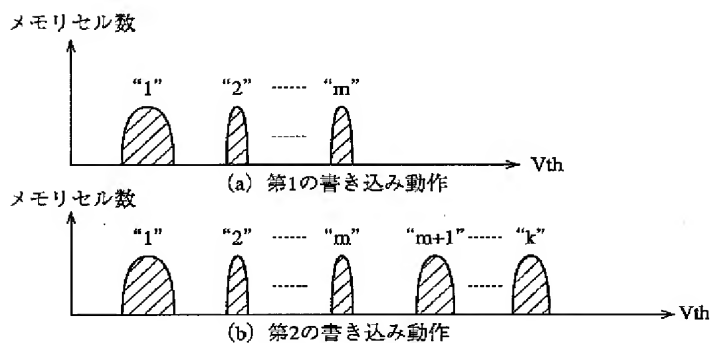 メモリセル数
“1” “2” ------ “m”
------
Vth
(a) 第1の書き込み動作
メモリセル数
“1” “2” ------ “m” “m+1” ------ “k”
------ ------
Vth
(b) 第2の書き込み動作